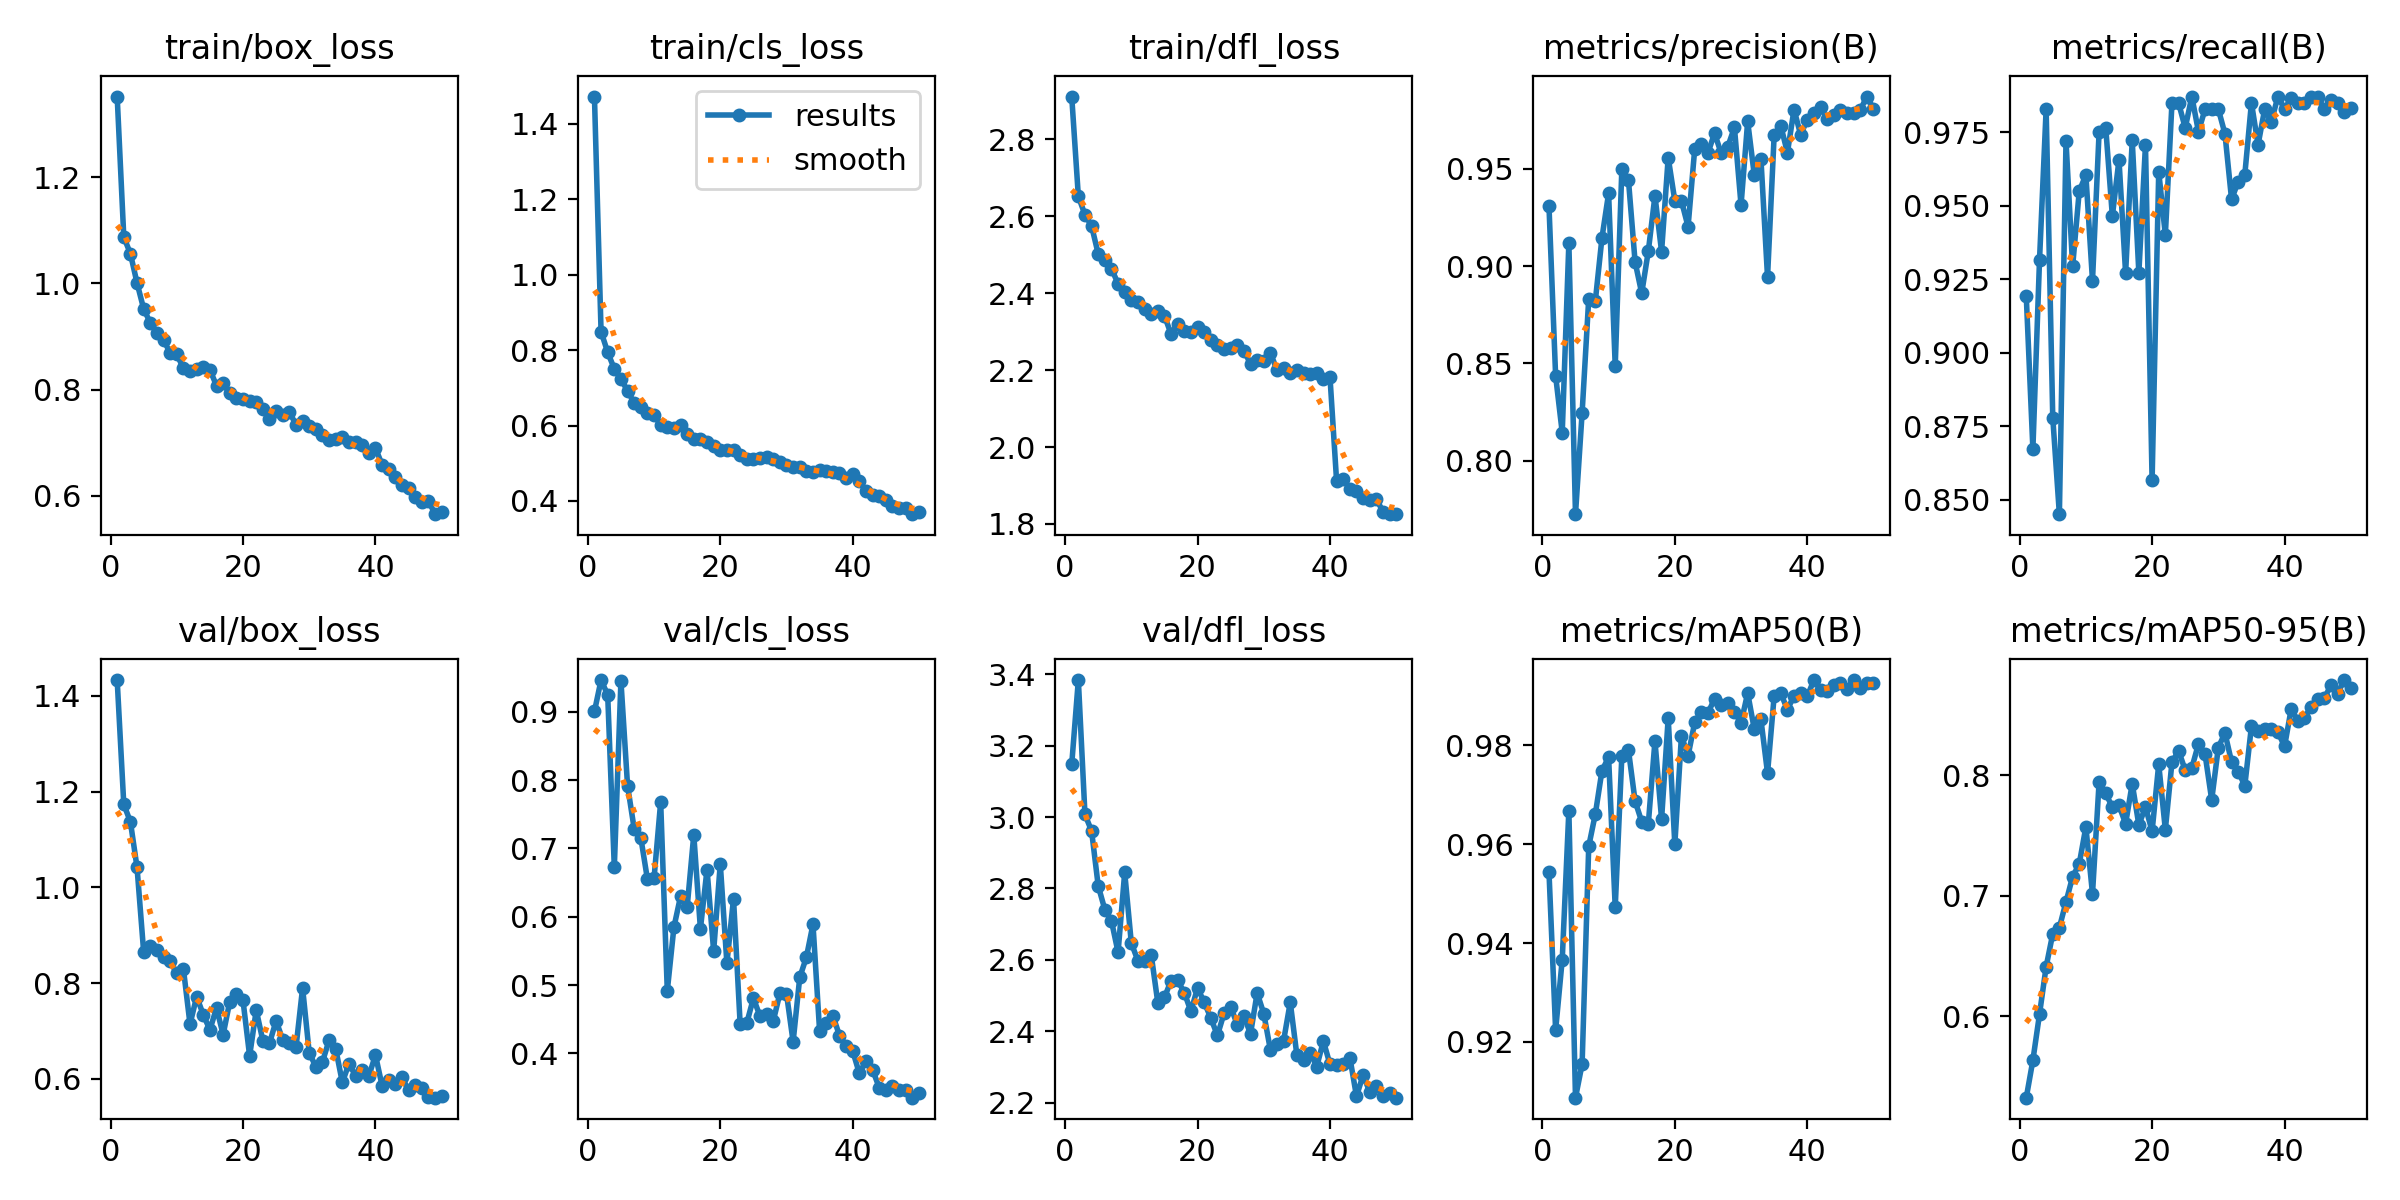 train/box_loss
1.2
1.0
0.8
0.6
0 20 40
train/cls_loss
results
smooth
1.4
1.2
1.0
0.8
0.6
0.4
0 20 40
train/dfl_loss
2.8
2.6
2.4
2.2
2.0
1.8
0 20 40
metrics/precision(B)
0.95
0.90
0.85
0.80
0 20 40
metrics/recall(B)
0.975
0.950
0.925
0.900
0.875
0.850
0 20 40
val/box_loss
1.4
1.2
1.0
0.8
0.6
0 20 40
val/cls_loss
0.9
0.8
0.7
0.6
0.5
0.4
0 20 40
val/dfl_loss
3.4
3.2
3.0
2.8
2.6
2.4
2.2
0 20 40
metrics/mAP50(B)
0.98
0.96
0.94
0.92
0 20 40
metrics/mAP50-95(B)
0.8
0.7
0.6
0 20 40